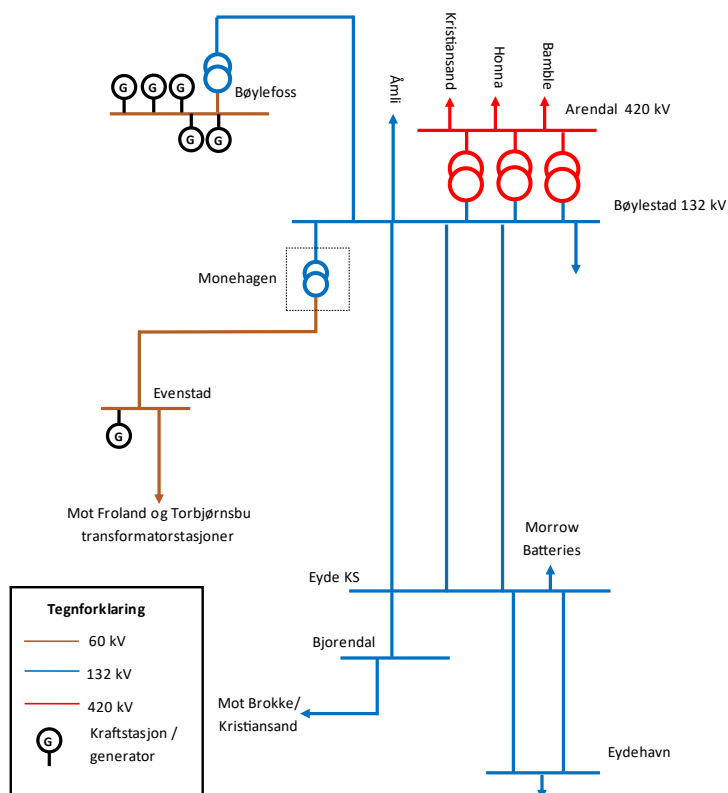 Kristiansand
Honna
Bamble
Åmli
G
G
G
Bøylefoss
G
G
Arendal 420 kV
Bøylestad 132 kV
Monehagen
Evenstad
G
Mot Froland og Torbjørnsbu
transformatorstasjoner
Morrow
Batteries
Eyde KS
Bjorendal
Mot Brokke/
Kristiansand
Eydehavn
Tegnforklaring
60 kV
132 kV
420 kV
G
Kraftstasjon /
generator